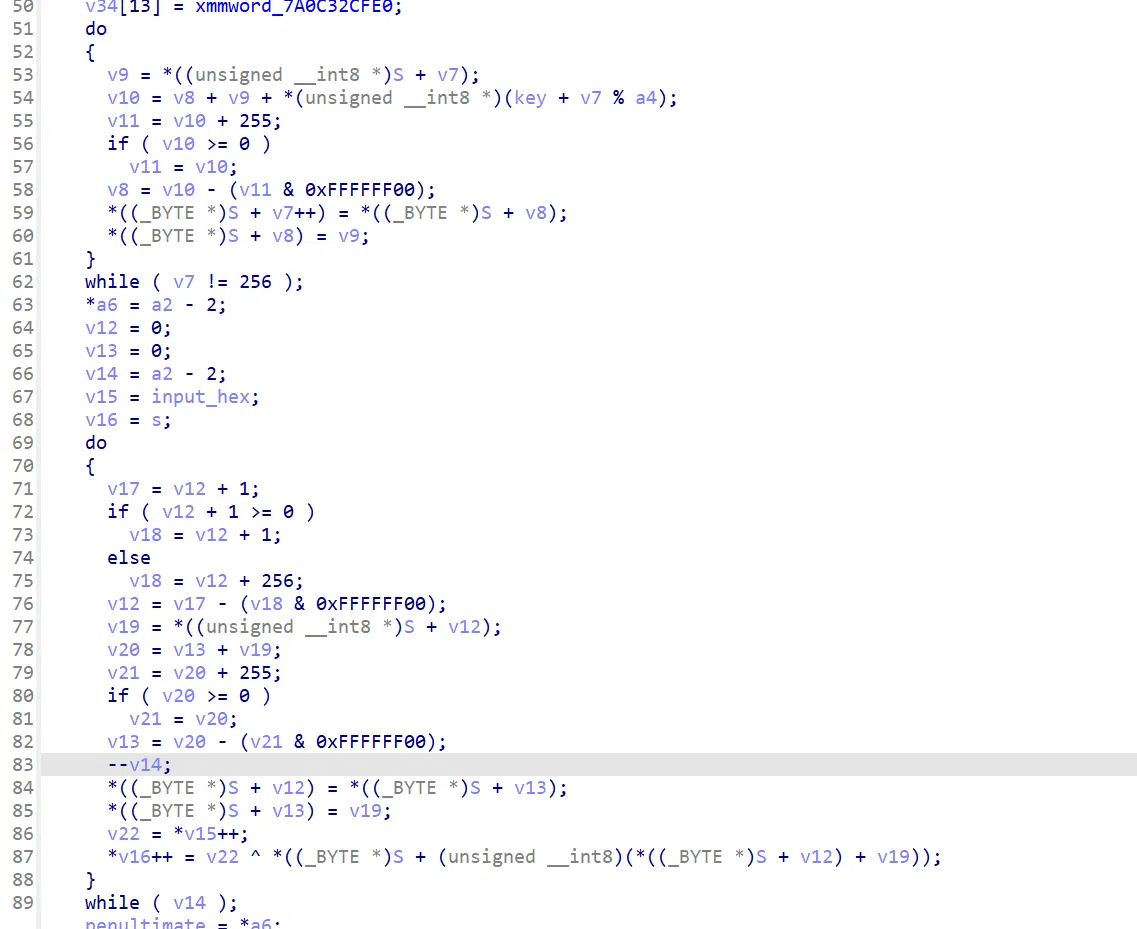 50 v34[13] = xmmword_7A0C32CFE0;
51 do
52 {
53 v9 = *((unsigned __int8 *)S + v7);
54 v10 = v8 + v9 + *(unsigned __int8 *)(key + v7 % a4);
55 v11 = v10 + 255;
56 if ( v10 >= 0 )
57 v11 = v10;
58 v8 = v10 - (v11 & 0xFFFFFF00);
59 *((_BYTE *)S + v7++) = *((_BYTE *)S + v8);
60 *((_BYTE *)S + v8) = v9;
61 }
62 while ( v7 != 256 );
63 *a6 = a2 - 2;
64 v12 = 0;
65 v13 = 0;
66 v14 = a2 - 2;
67 v15 = input_hex;
68 v16 = s;
69 do
70 {
71 v17 = v12 + 1;
72 if ( v12 + 1 >= 0 )
73 v18 = v12 + 1;
74 else
75 v18 = v12 + 256;
76 v12 = v17 - (v18 & 0xFFFFFF00);
77 v19 = *((unsigned __int8 *)S + v12);
78 v20 = v13 + v19;
79 v21 = v20 + 255;
80 if ( v20 >= 0 )
81 v21 = v20;
82 v13 = v20 - (v21 & 0xFFFFFF00);
83 --v14;
84 *((_BYTE *)S + v12) = *((_BYTE *)S + v13);
85 *((_BYTE *)S + v13) = v19;
86 v22 = *v15++;
87 *v16++ = v22 ^ *((_BYTE *)S + (unsigned __int8)(*((_BYTE *)S + v12) + v19));
88 }
89 while ( v14 );
penultimate = *a6;